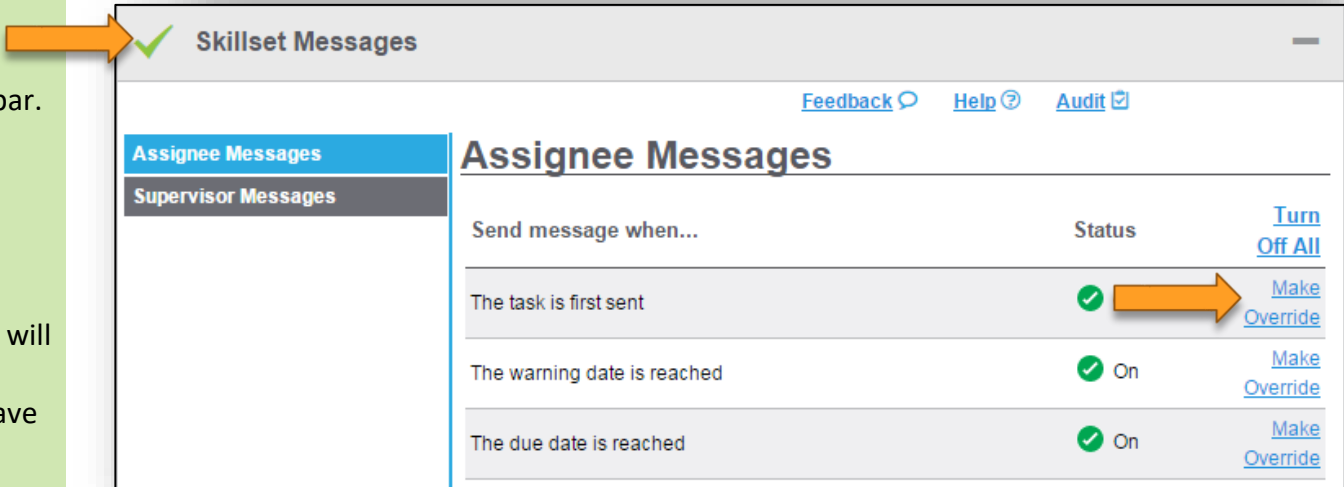 bar.
will
ave
Skillset Messages
Feedback Help Audit
Assignee Messages
Supervisor Messages
Assignee Messages
Send message when... Status Turn Off All
The task is first sent Make Override
The warning date is reached On Make Override
The due date is reached On Make Override